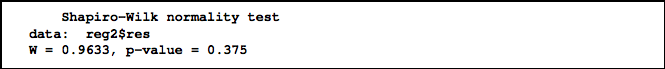 Shapiro-Wilk normality test
data:  reg2$res
W = 0.9633, p-value = 0.375